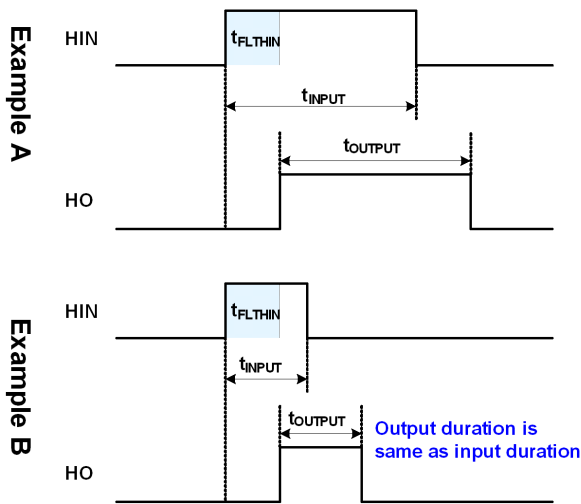 Example A
HIN
tFLTHIN
tINPUT
tOUTPUT
HO
Example B
HIN
tFLTHIN
tINPUT
tOUTPUT
Output duration is
same as input duration
HO